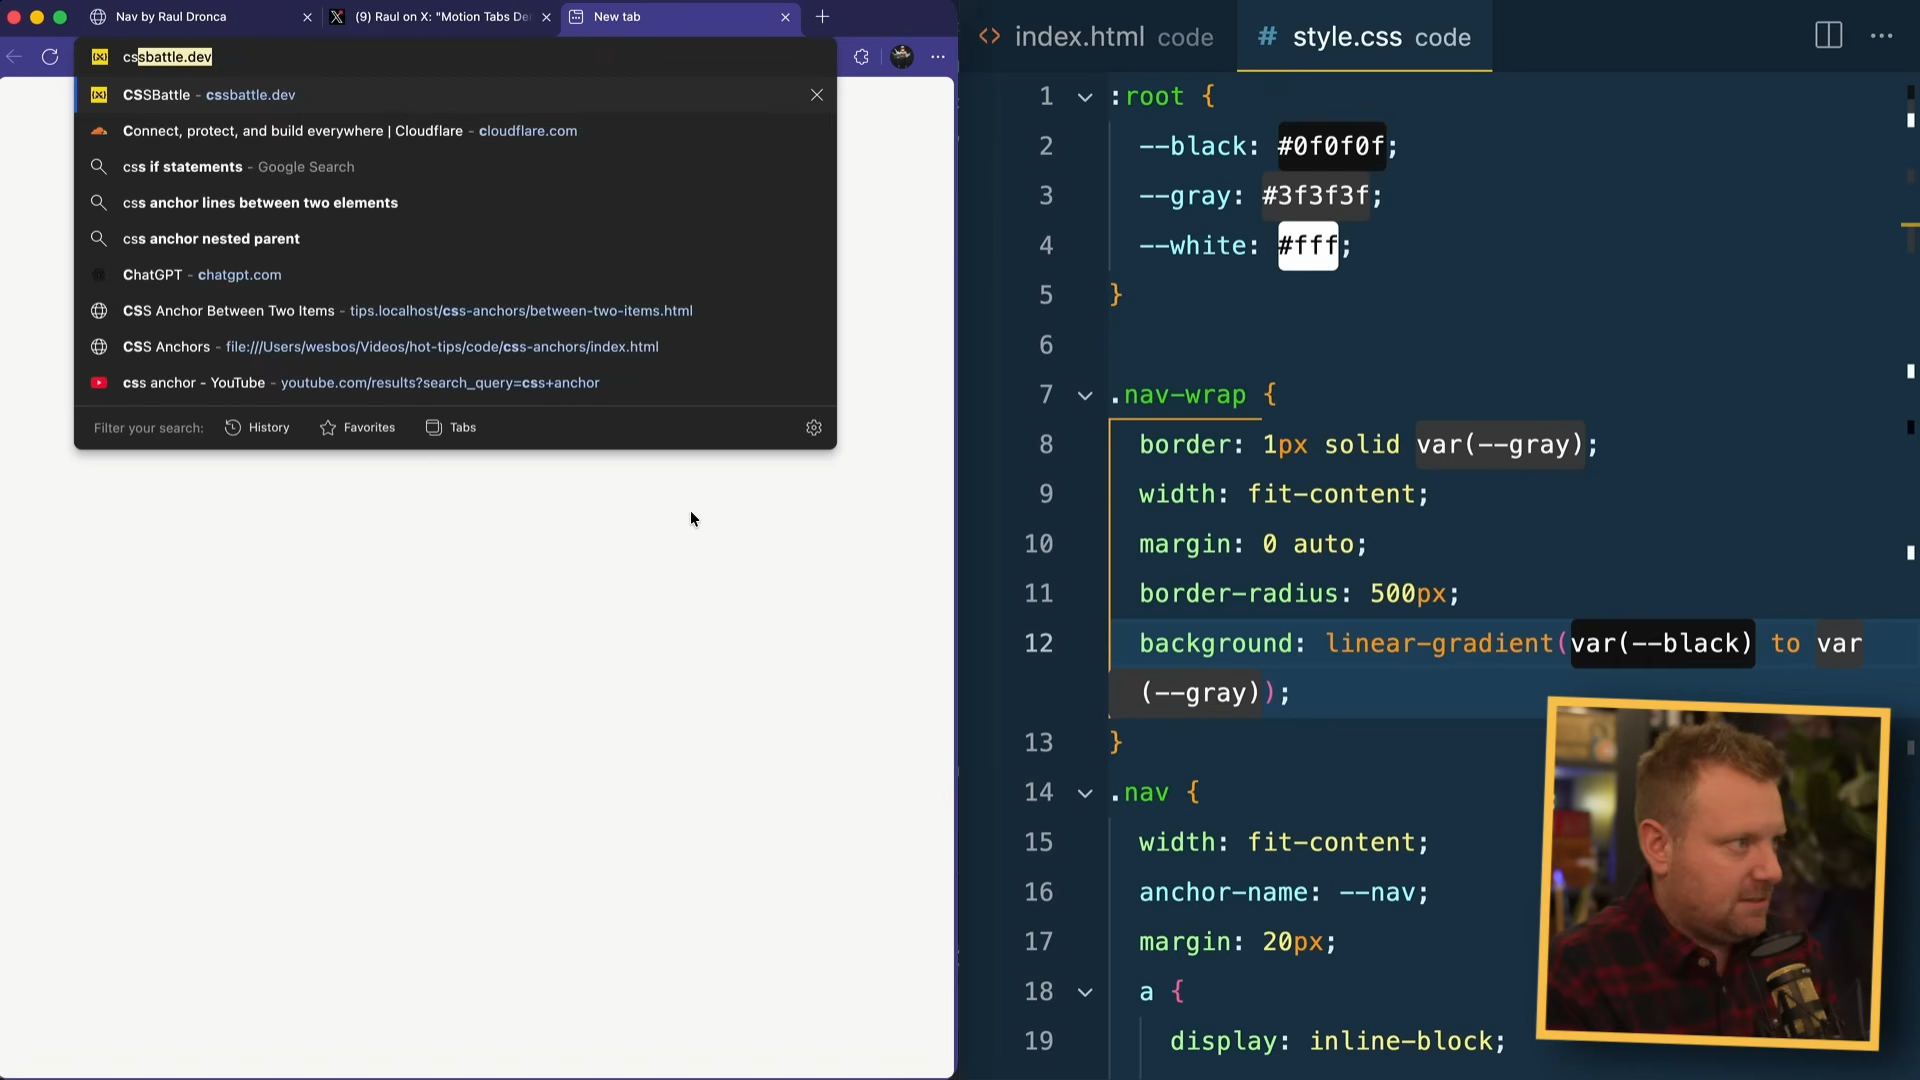 Nav by Raul Dronca
(9) Raul on X: "Motion Tabs De
New tab
cssbattle.dev
CSSBattle - cssbattle.dev
Connect, protect, and build everywhere | Cloudflare - cloudflare.com
css if statements - Google Search
css anchor lines between two elements
css anchor nested parent
ChatGPT - chatgpt.com
CSS Anchor Between Two Items - tips.localhost/css-anchors/between-two-items.html
CSS Anchors - file:///Users/wesbos/Videos/hot-tips/code/css-anchors/index.html
css anchor - YouTube - youtube.com/results?search_query=css+anchor
Filter your search: History Favorites Tabs
<> index.html code
# style.css code
1 :root {
2 --black: #0f0f0f;
3 --gray: #3f3f3f;
4 --white: #fff;
5 }
6
7 .nav-wrap {
8 border: 1px solid var(--gray);
9 width: fit-content;
10 margin: 0 auto;
11 border-radius: 500px;
12 background: linear-gradient(var(--black) to var
(--gray));
13 }
14 .nav {
15 width: fit-content;
16 anchor-name: --nav;
17 margin: 20px;
18 a {
19 display: inline-block;